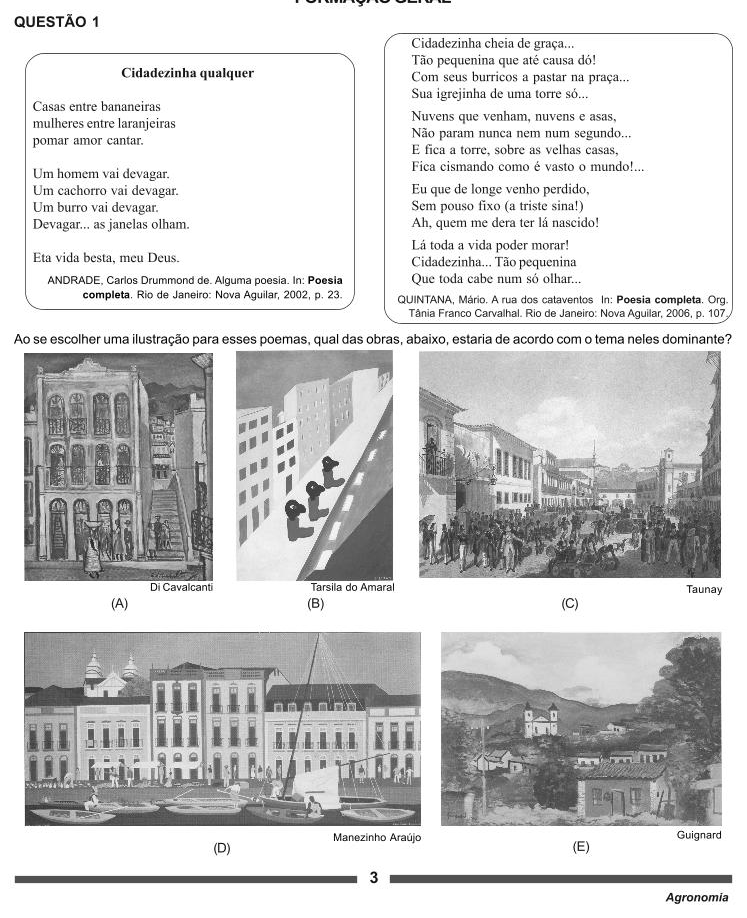 FORMAÇÃO GERAL
QUESTÃO 1
Cidadezinha qualquer
Casas entre bananeiras
mulheres entre laranjeiras
pomar amor cantar.
Um homem vai devagar.
Um cachorro vai devagar.
Um burro vai devagar.
Devagar... as janelas olham.
Eta vida besta, meu Deus.
ANDRADE, Carlos Drummond de. Alguma poesia. In: Poesia
completa. Rio de Janeiro: Nova Aguilar, 2002, p. 23.
Cidadezinha cheia de graça...
Tão pequenina que até causa dó!
Com seus burricos a pastar na praça...
Sua igrejinha de uma torre só...
Nuvens que venham, nuvens e asas,
Não param nunca nem num segundo...
E fica a torre, sobre as velhas casas,
Fica cismando como é vasto o mundo!...
Eu que de longe venho perdido,
Sem pouso fixo (a triste sina!)
Ah, quem me dera ter lá nascido!
Lá toda a vida poder morar!
Cidadezinha... Tão pequenina
Que toda cabe num só olhar...
QUINTANA, Mário. A rua dos cataventos In: Poesia completa. Org.
Tânia Franco Carvalhal. Rio de Janeiro: Nova Aguilar, 2006, p. 107.
Ao se escolher uma ilustração para esses poemas, qual das obras, abaixo, estaria de acordo com o tema neles dominante?
Di Cavalcanti
(A)
Tarsila do Amaral
(B)
Taunay
(C)
Manezinho Araújo
(D)
Guignard
(E)
3
Agronomia